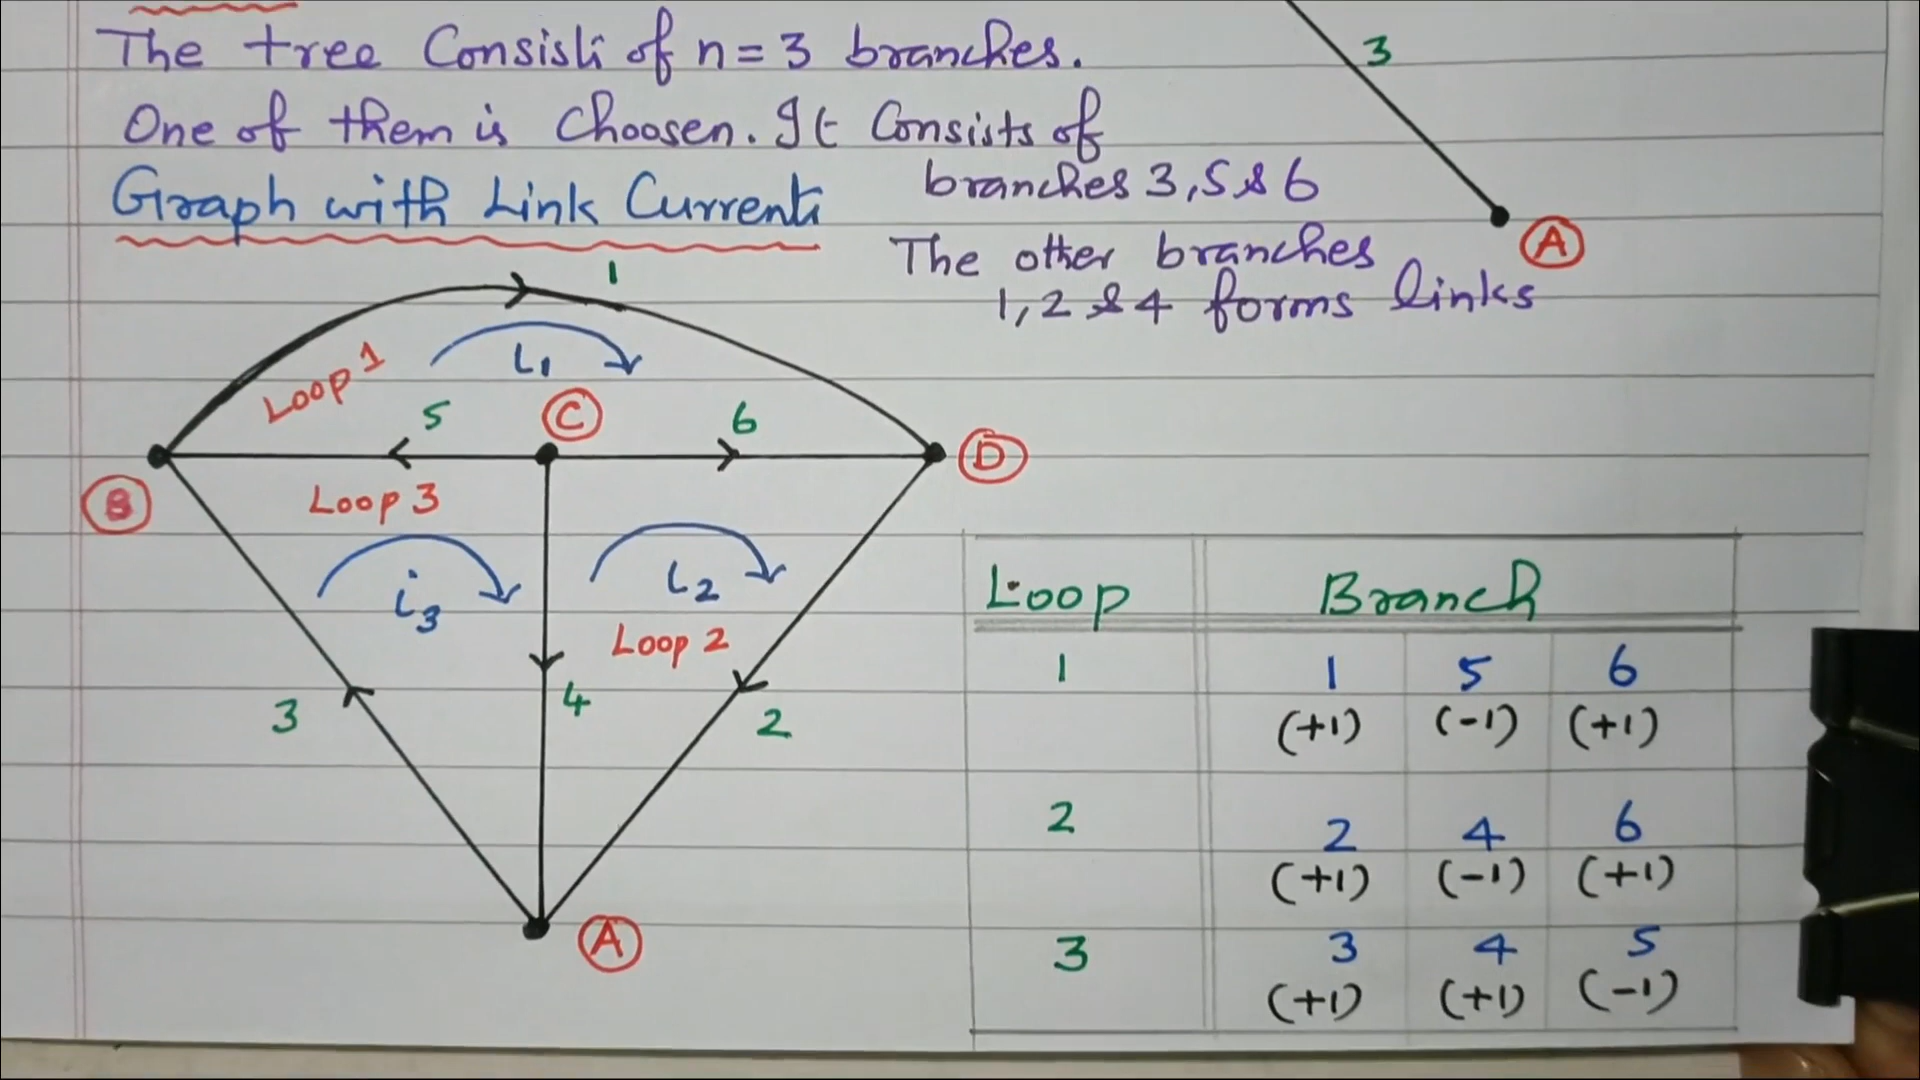 The tree Consists of n=3 branches.
One of them is Choosen. It Consists of
branches 3,5 & 6
The other branches
1,2 & 4 forms links
3
A
Graph with Link Currents
1
Loop 1
i1
5
C
6
B
D
Loop 3
i3
i2
Loop 2
3
4
2
A
Loop Branch
1 1 5 6
(+1) (-1) (+1)
2 2 4 6
(+1) (-1) (+1)
3 3 4 5
(+1) (+1) (-1)